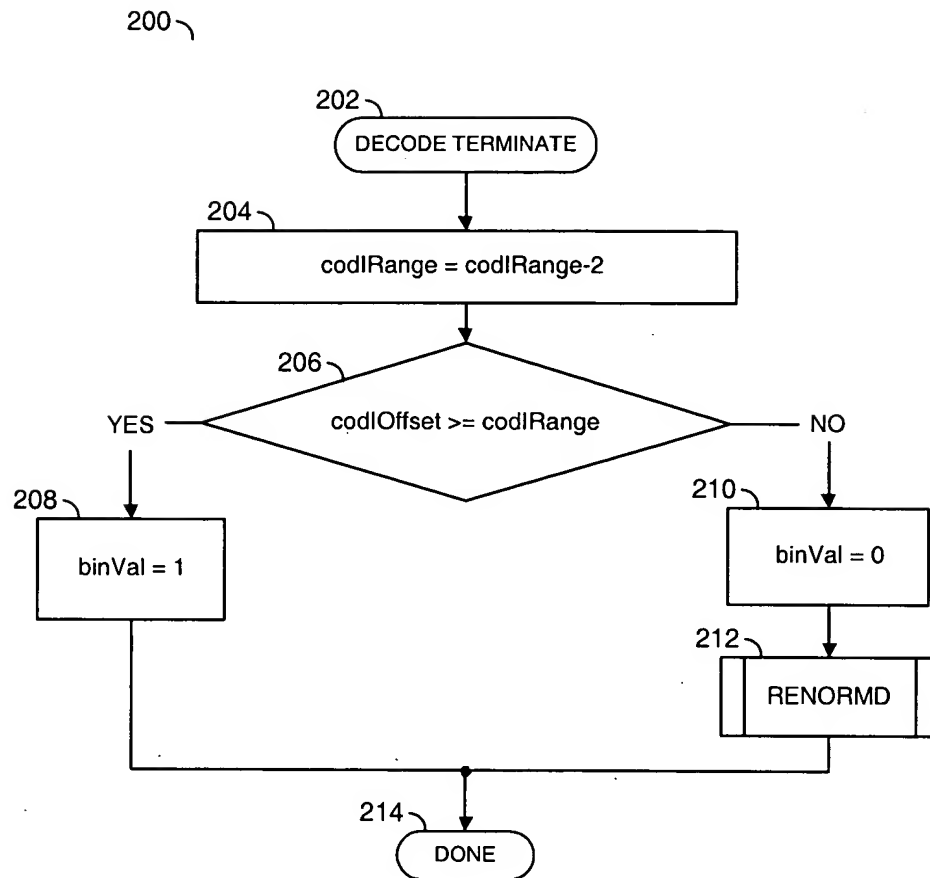 200
202
DECODE TERMINATE
204
codIRange = codIRange-2
206
codIOffset >= codIRange
YES
NO
208
binVal = 1
210
binVal = 0
212
RENORMD
214
DONE